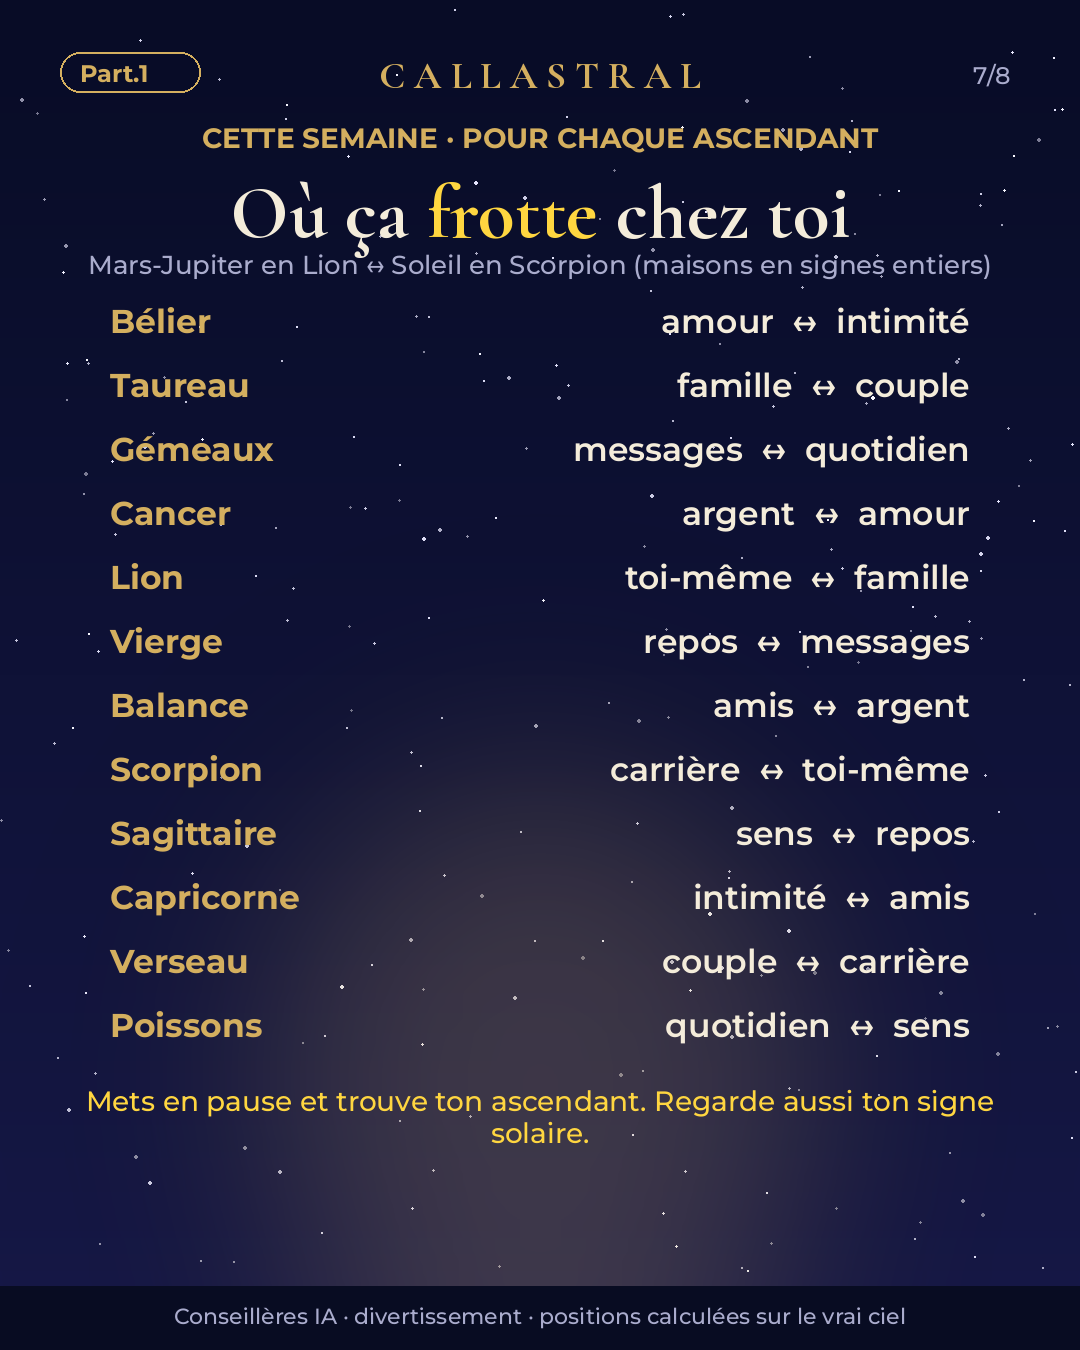 Part.1
CALLASTRAL
7/8
CETTE SEMAINE · POUR CHAQUE ASCENDANT
Où ça frotte chez toi
Mars-Jupiter en Lion ↔ Soleil en Scorpion (maisons en signes entiers)
Bélier amour ↔ intimité
Taureau famille ↔ couple
Gémeaux messages ↔ quotidien
Cancer argent ↔ amour
Lion toi-même ↔ famille
Vierge repos ↔ messages
Balance amis ↔ argent
Scorpion carrière ↔ toi-même
Sagittaire sens ↔ repos
Capricorne intimité ↔ amis
Verseau couple ↔ carrière
Poissons quotidien ↔ sens
Mets en pause et trouve ton ascendant. Regarde aussi ton signe
solaire.
Conseillères IA · divertissement · positions calculées sur le vrai ciel